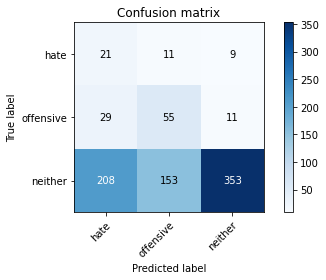 Confusion matrix
True label
hate 21 11 9
offensive 29 55 11
neither 208 153 353
hate offensive neither
Predicted label
350
300
250
200
150
100
50